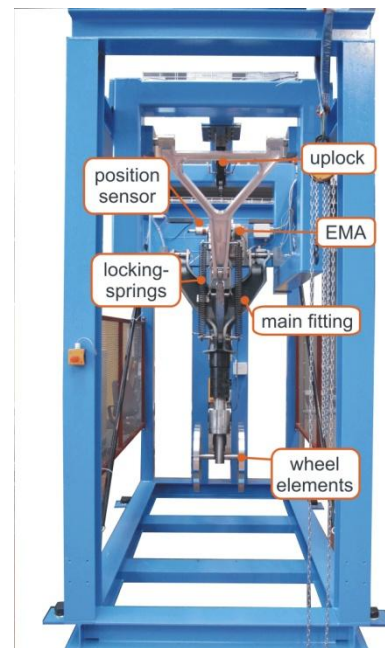 uplock
position
sensor
EMA
locking-
springs
main fitting
wheel
elements